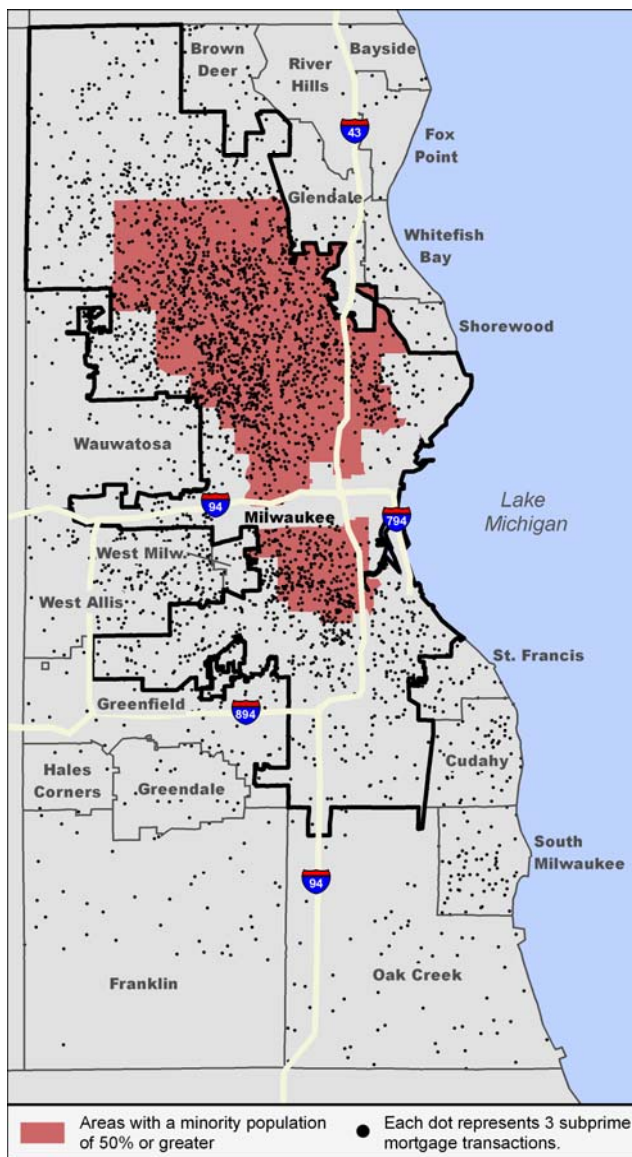 Brown
Deer
River
Hills
Bayside
43
Fox
Point
Glendale
Whitefish
Bay
Shorewood
Wauwatosa
94
Lake
Michigan
794
Milwaukee
West Milw.
West Allis
St. Francis
Greenfield
894
Cudahy
Hales
Corners
Greendale
South
Milwaukee
94
Franklin
Oak Creek
Areas with a minority population
of 50% or greater
Each dot represents 3 subprime
mortgage transactions.